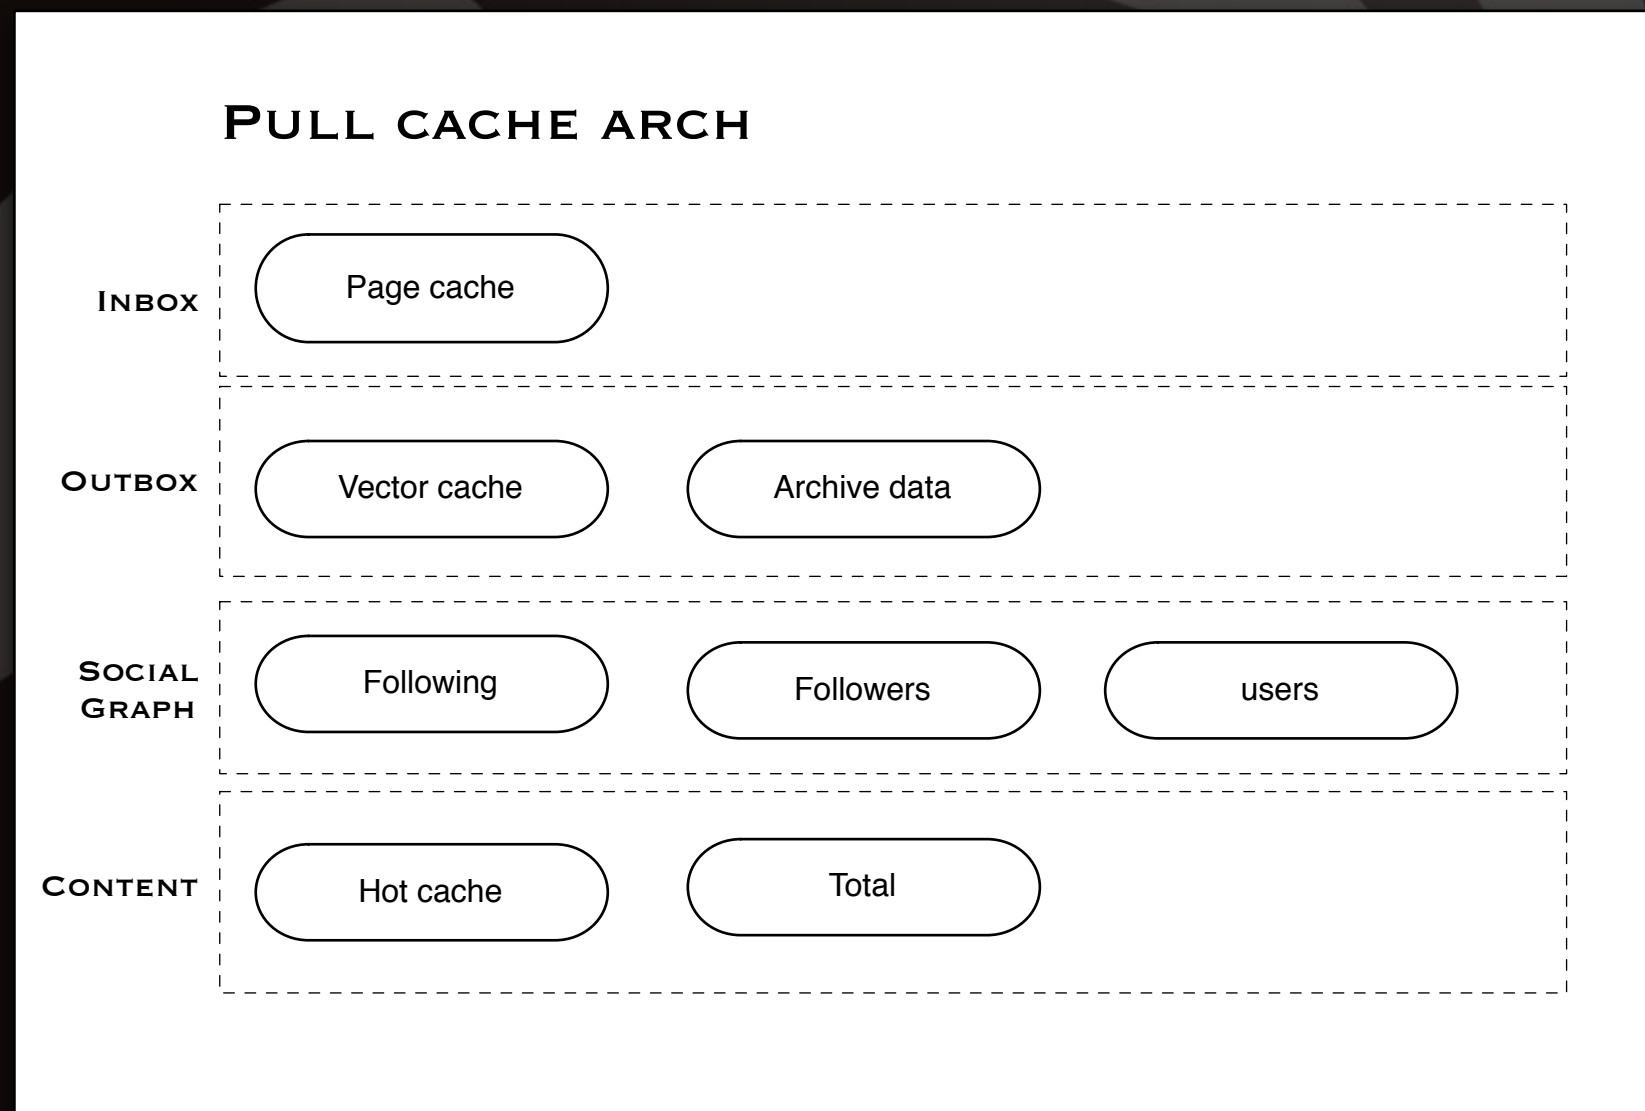 Pull cache arch
Inbox
Page cache
Outbox
Vector cache
Archive data
Social
Graph
Following
Followers
users
Content
Hot cache
Total